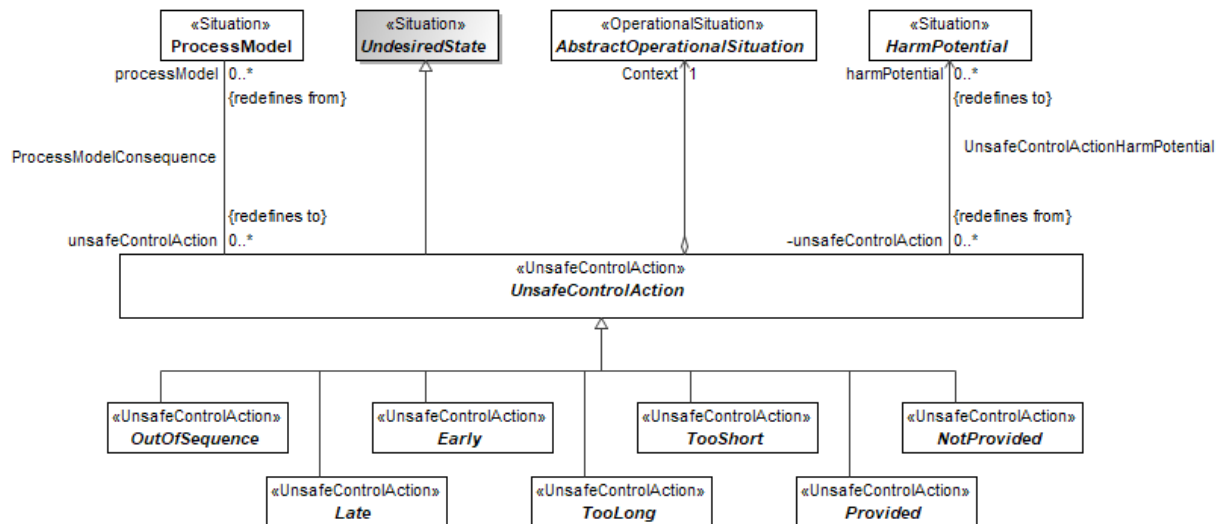 «Situation»
ProcessModel
«Situation»
UndesiredState
«OperationalSituation»
AbstractOperationalSituation
«Situation»
HarmPotential
processModel 0..*
Context 1
harmPotential 0..*
{redefines from}
{redefines to}
ProcessModelConsequence
UnsafeControlActionHarmPotential
{redefines to}
{redefines from}
unsafeControlAction 0..*
-unsafeControlAction 0..*
«UnsafeControlAction»
UnsafeControlAction
«UnsafeControlAction»
OutOfSequence
«UnsafeControlAction»
Early
«UnsafeControlAction»
TooShort
«UnsafeControlAction»
NotProvided
«UnsafeControlAction»
Late
«UnsafeControlAction»
TooLong
«UnsafeControlAction»
Provided